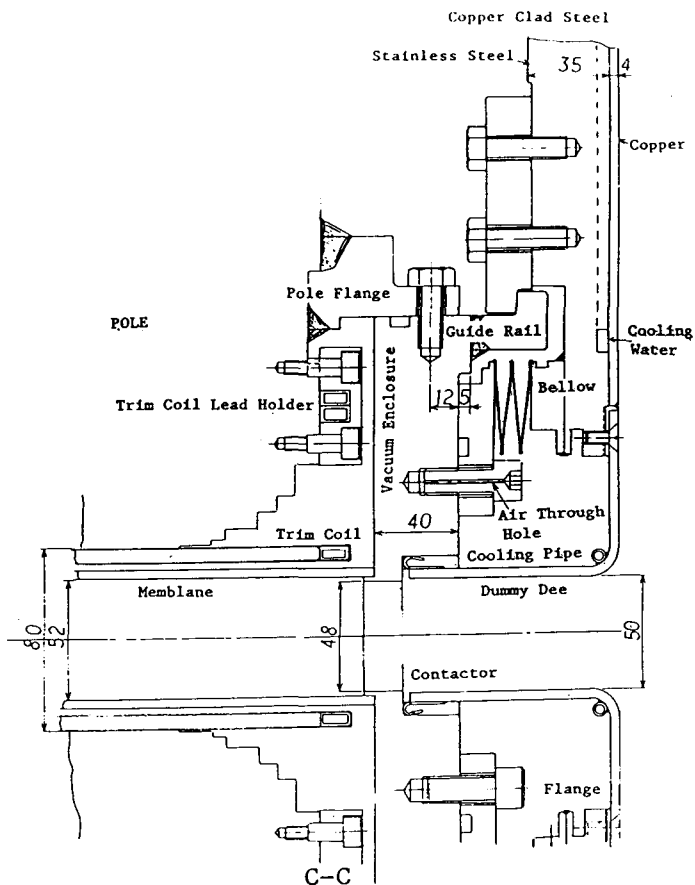 Copper Clad Steel
Stainless Steel
35
4
Copper
Pole Flange
POLE
Guide Rail
Cooling
Water
Trim Coil Lead Holder
Vacuum Enclosure
12.5
Bellow
40
Air Through
Hole
Trim Coil
Cooling Pipe
Memblane
Dummy Dee
80
52
48
50
Contactor
Flange
C-C